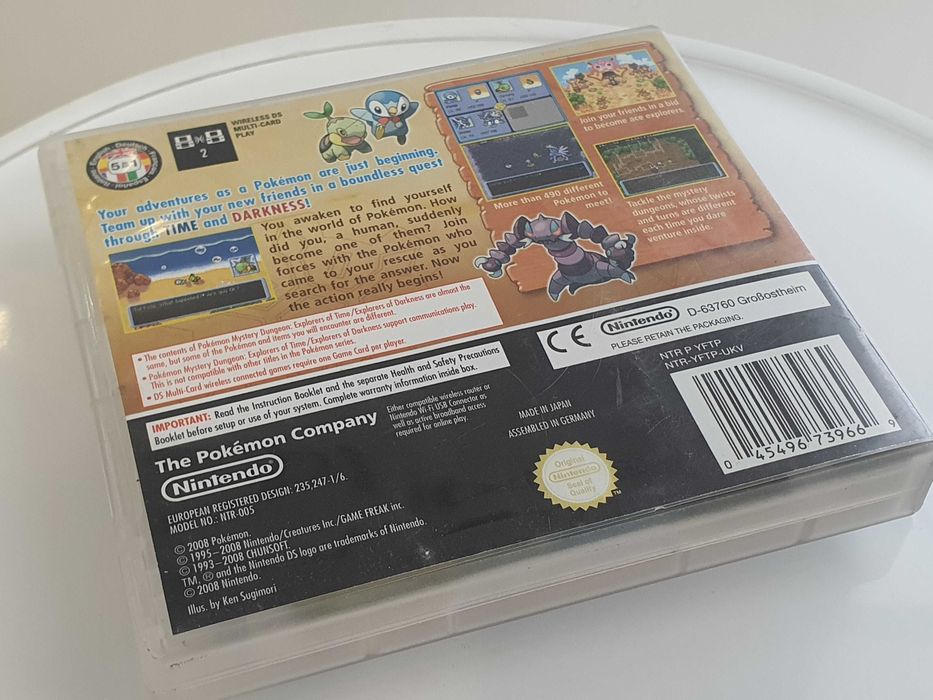 English · Deutsch · Français
5in1
Español · Italiano
2
WIRELESS DS
MULTI-CARD
PLAY
Your adventures as a Pokémon are just beginning.
Team up with your new friends in a boundless quest
through TIME and DARKNESS!
You awaken to find yourself
in the world of Pokémon. How
did you, a human, suddenly
become one of them? Join
forces with the Pokémon who
came to your rescue as you
search for the answer. Now
the action really begins!
Join your friends in a bid
to become ace explorers.
More than 490 different
Pokémon to
meet!
Tackle the mystery
dungeons, whose twists
and turns are different
each time you dare
venture inside.
• The contents of Pokémon Mystery Dungeon: Explorers of Time/Explorers of Darkness are almost the
same, but some of the Pokémon and items you will encounter are different.
• Pokémon Mystery Dungeon: Explorers of Time/Explorers of Darkness support communications play.
This is not compatible with other titles in the Pokémon series.
• DS Multi-Card wireless connected games require one Game Card per player.
IMPORTANT: Read the Instruction Booklet and the separate Health and Safety Precautions
Booklet before setup or use of your system. Complete warranty information inside box.
CE
Nintendo
D-63760 Großostheim
PLEASE RETAIN THE PACKAGING.
NTR P YFTP
NTR-YFTP-UKV
0 45496 73966 9
The Pokémon Company
Nintendo
Either compatible wireless router or
Nintendo Wi-Fi USB Connector as
well as active broadband access
required for online play.
MADE IN JAPAN
ASSEMBLED IN GERMANY
Original
Nintendo
Seal of
Quality
TM
EUROPEAN REGISTERED DESIGN: 235,247-1/6.
MODEL NO.: NTR-005
© 2008 Pokémon.
© 1995–2008 Nintendo/Creatures Inc./GAME FREAK inc.
© 1993–2008 CHUNSOFT.
TM, ® and the Nintendo DS logo are trademarks of Nintendo.
© 2008 Nintendo.
Illus. by Ken Sugimori